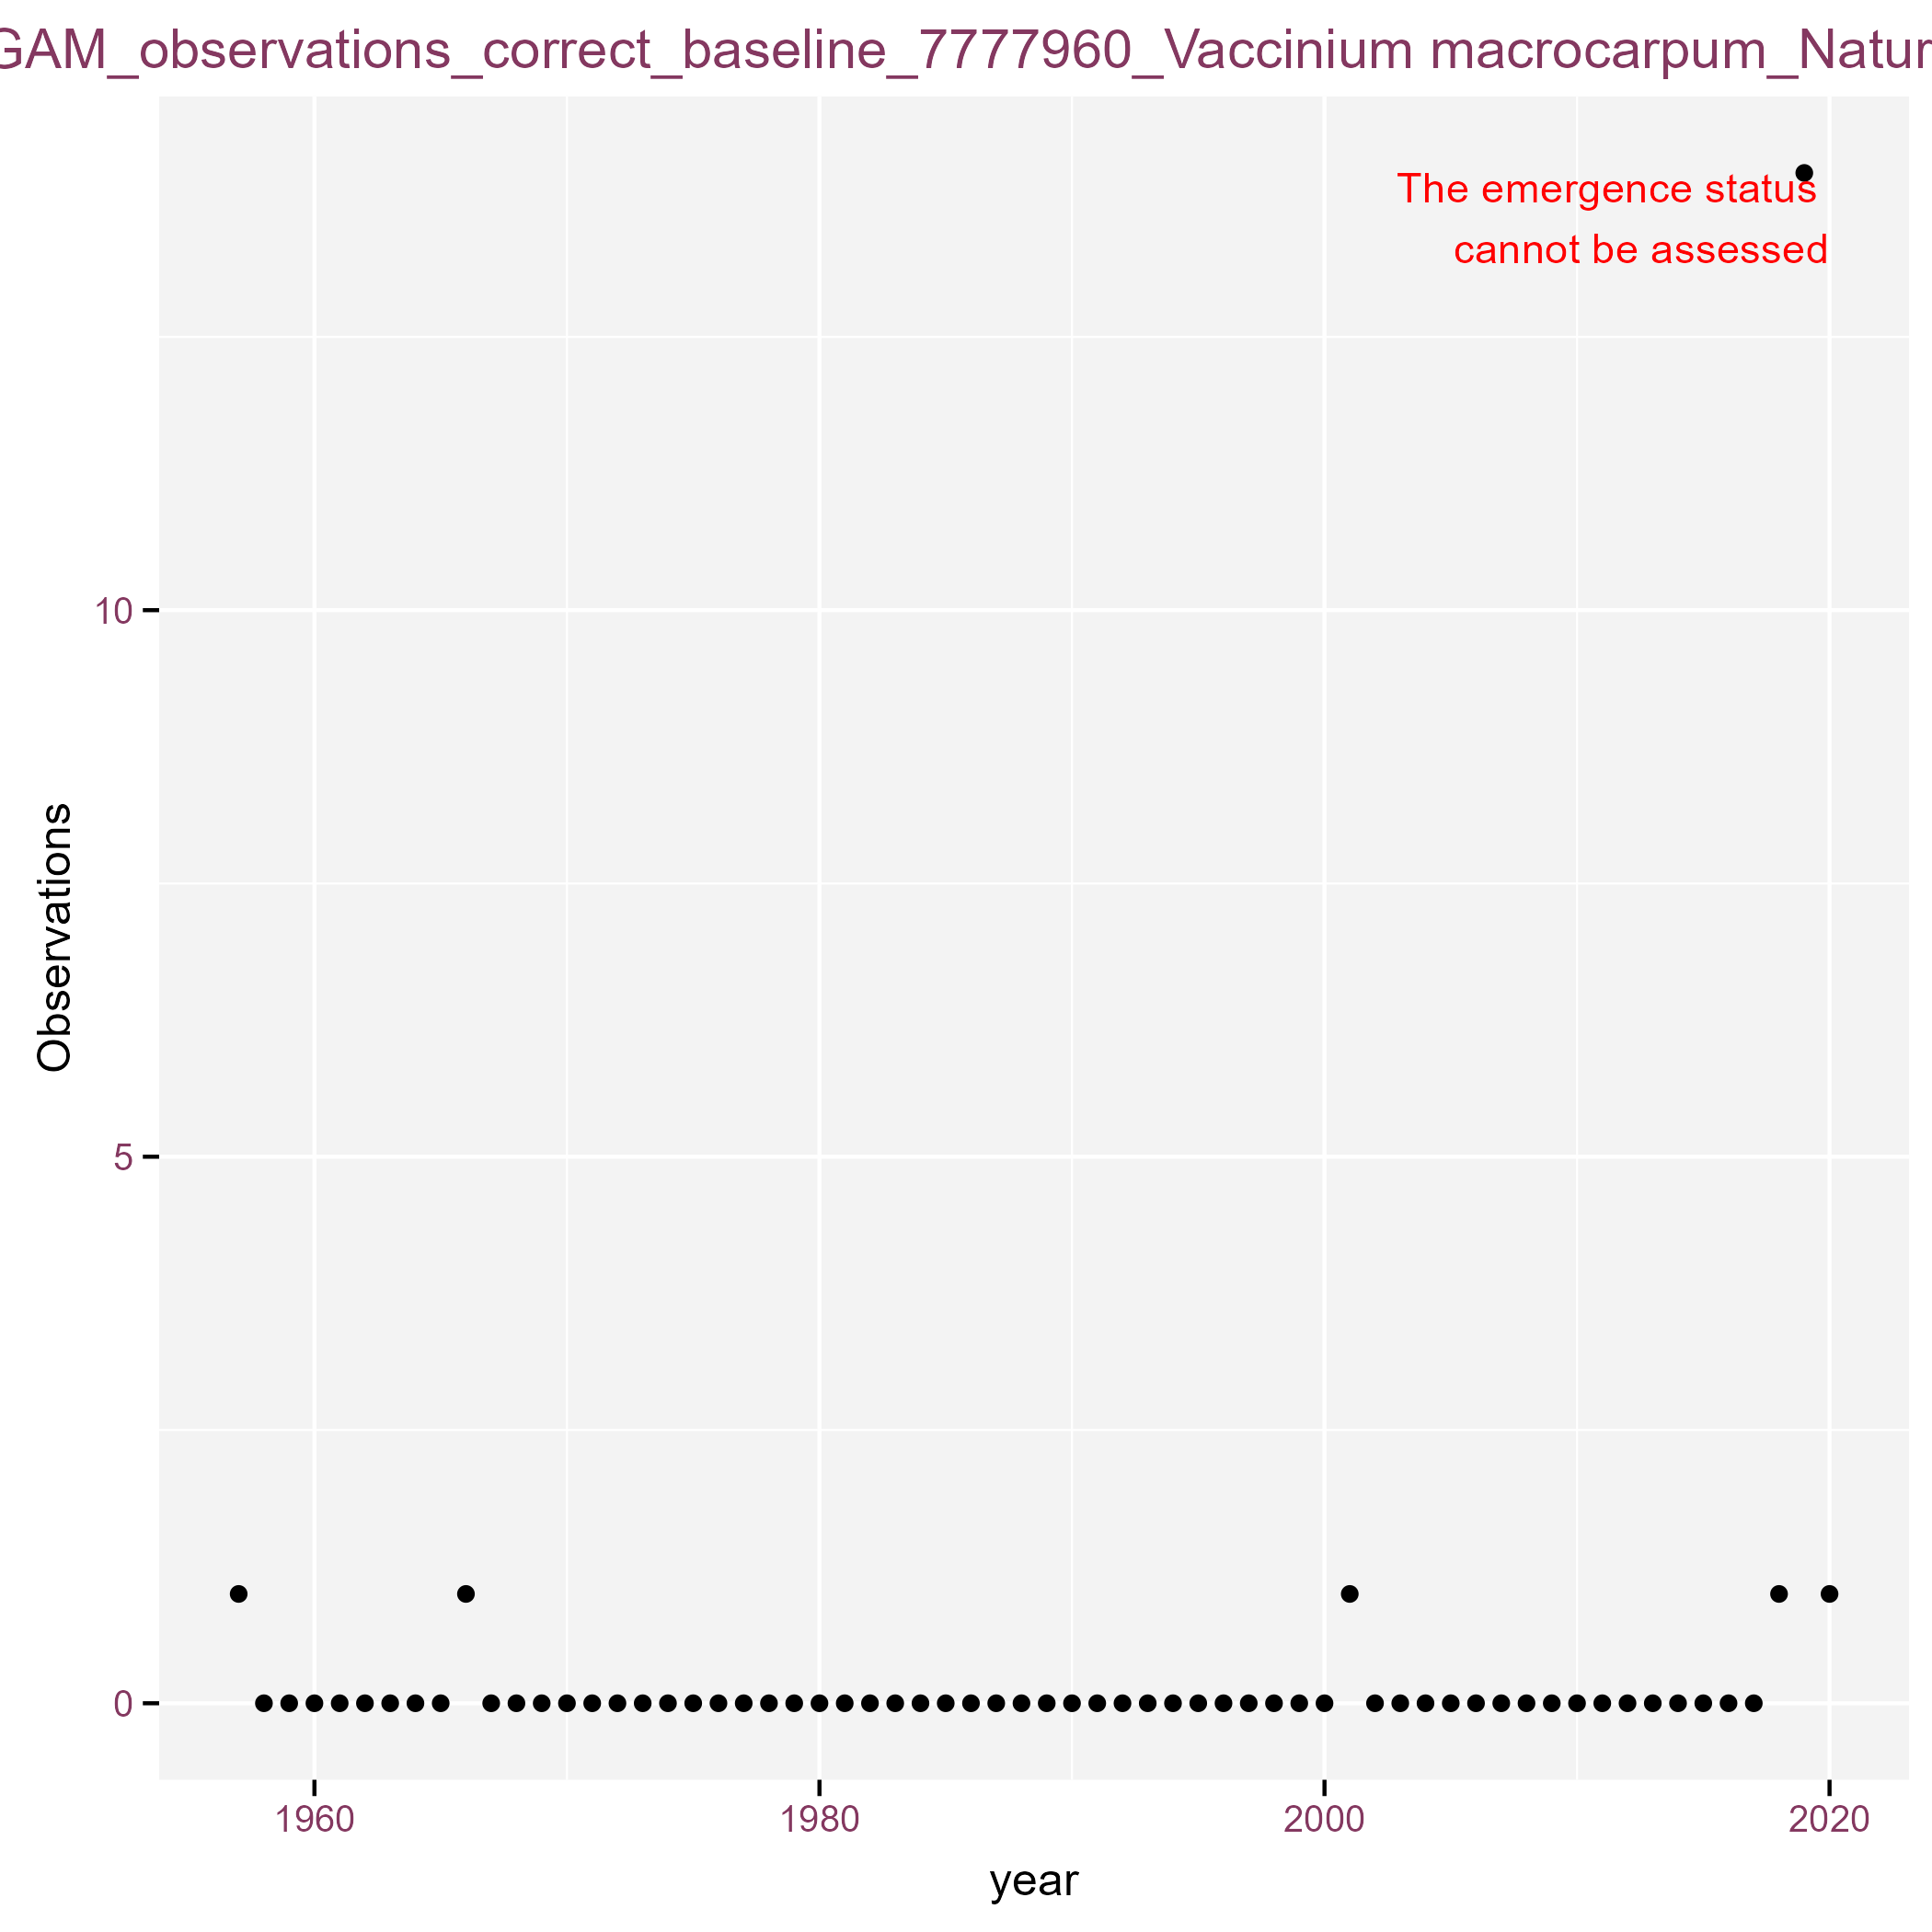 GAM_observations_correct_baseline_7777960_Vaccinium macrocarpum_Natur
The emergence status
cannot be assessed
10
5
0
Observations
1960 1980 2000 2020
year